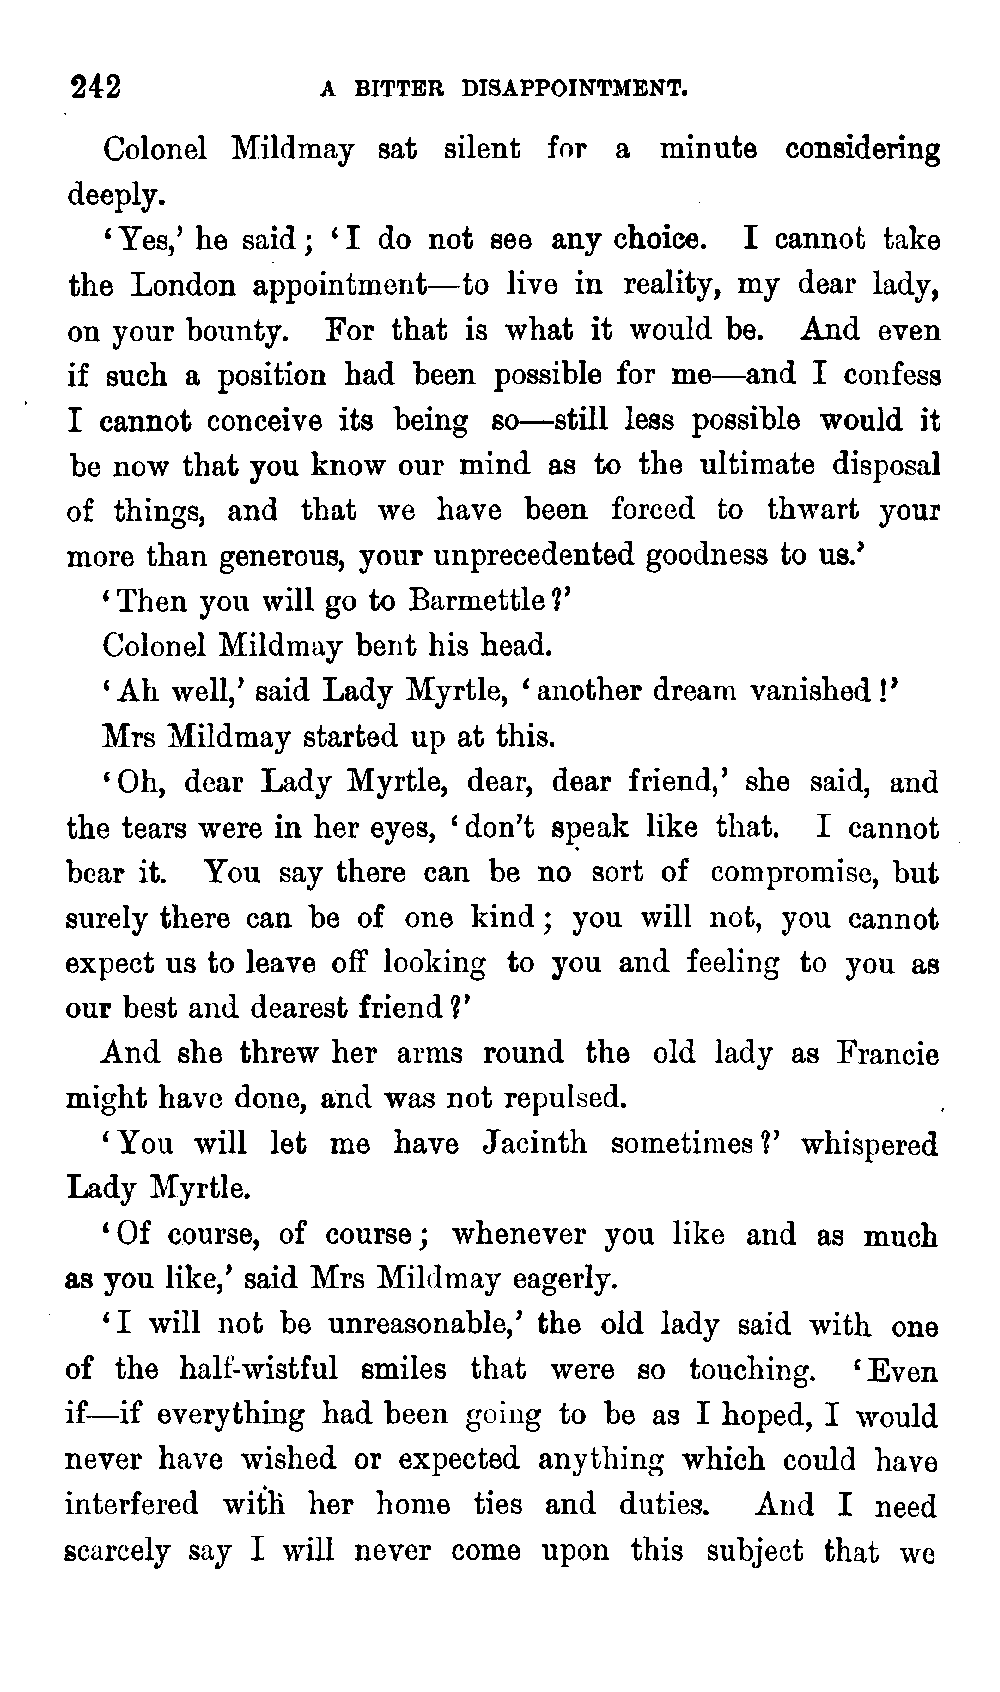 242 A BITTER DISAPPOINTMENT.
Colonel Mildmay sat silent for a minute considering
deeply.
‘Yes,’ he said; ‘I do not see any choice. I cannot take
the London appointment—to live in reality, my dear lady,
on your bounty. For that is what it would be. And even
if such a position had been possible for me—and I confess
I cannot conceive its being so—still less possible would it
be now that you know our mind as to the ultimate disposal
of things, and that we have been forced to thwart your
more than generous, your unprecedented goodness to us.’
‘Then you will go to Barmettle?’
Colonel Mildmay bent his head.
‘Ah well,’ said Lady Myrtle, ‘another dream vanished!’
Mrs Mildmay started up at this.
‘Oh, dear Lady Myrtle, dear, dear friend,’ she said, and
the tears were in her eyes, ‘don’t speak like that. I cannot
bear it. You say there can be no sort of compromise, but
surely there can be of one kind; you will not, you cannot
expect us to leave off looking to you and feeling to you as
our best and dearest friend?’
And she threw her arms round the old lady as Francie
might have done, and was not repulsed.
‘You will let me have Jacinth sometimes?’ whispered
Lady Myrtle.
‘Of course, of course; whenever you like and as much
as you like,’ said Mrs Mildmay eagerly.
‘I will not be unreasonable,’ the old lady said with one
of the half-wistful smiles that were so touching. ‘Even
if—if everything had been going to be as I hoped, I would
never have wished or expected anything which could have
interfered with her home ties and duties. And I need
scarcely say I will never come upon this subject that we